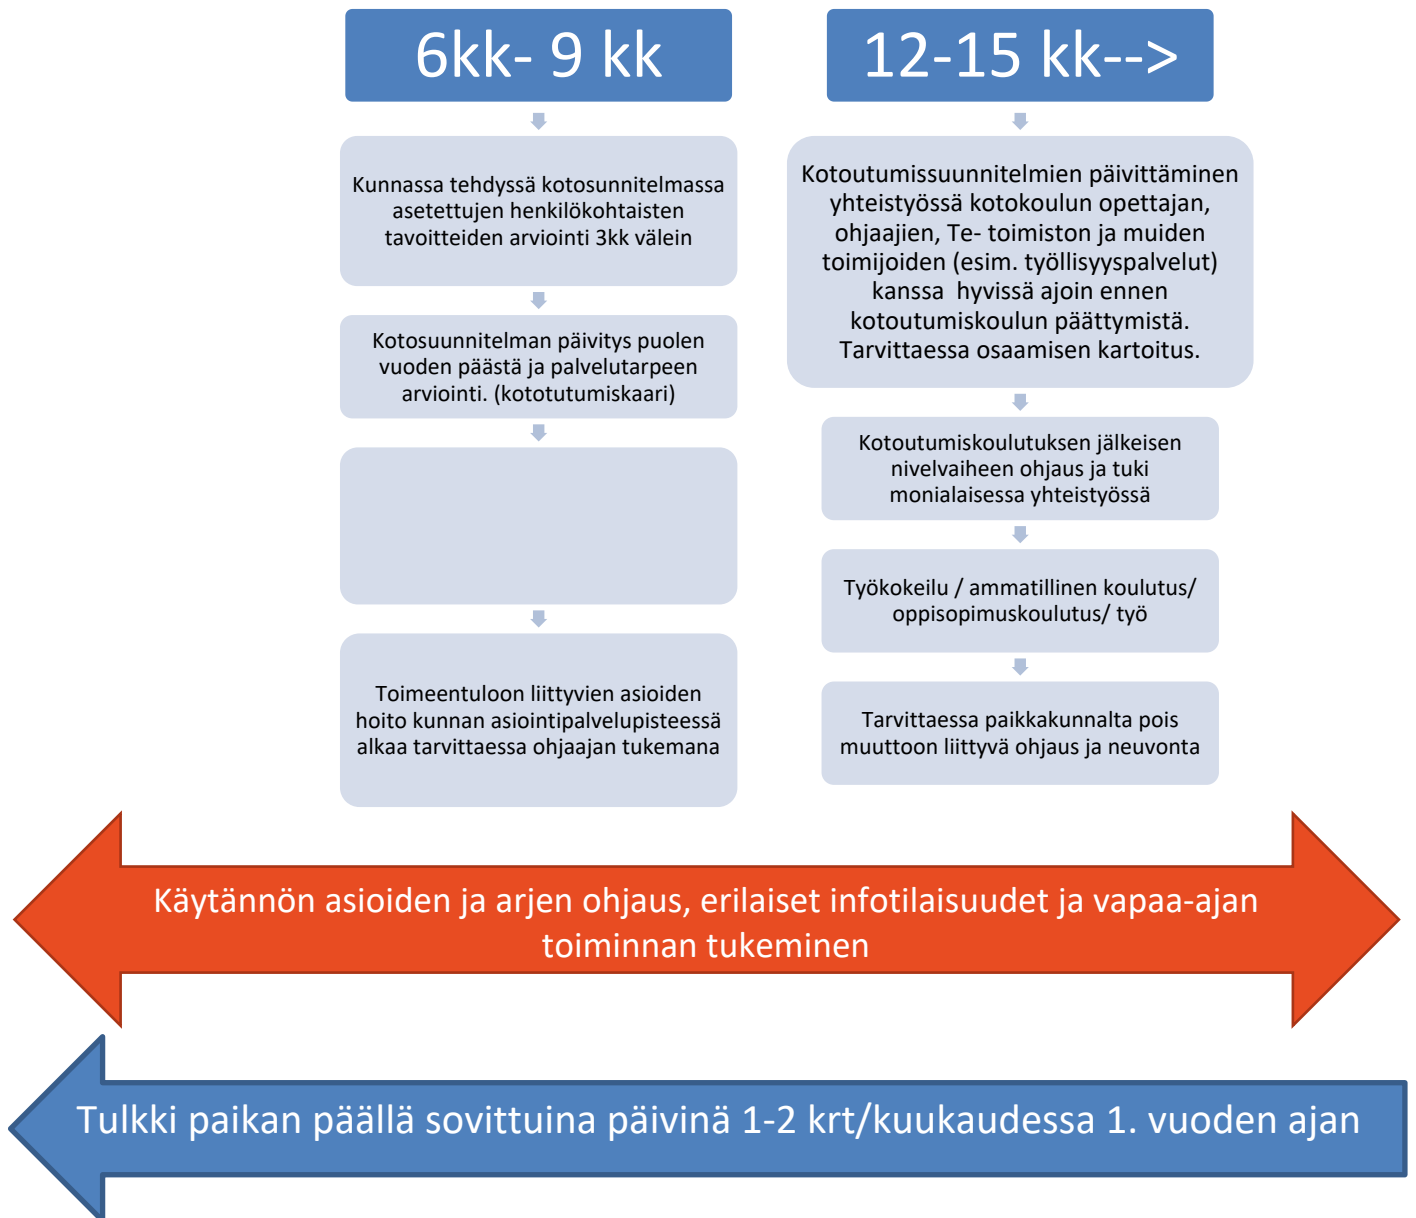 6kk- 9 kk
Kunnassa tehdyssä kotosunnitelmassa
asetettujen henkilökohtaisten
tavoitteiden arviointi 3kk välein
Kotosuunnitelman päivitys puolen
vuoden päästä ja palvelutarpeen
arviointi. (kototutumiskaari)
Toimeentuloon liittyvien asioiden
hoito kunnan asiointipalvelupisteessä
alkaa tarvittaessa ohjaajan tukemana
12-15 kk-->
Kotoutumissuunnitelmien päivittäminen
yhteistyössä kotokoulun opettajan,
ohjaajien, Te- toimiston ja muiden
toimijoiden (esim. työllisyyspalvelut)
kanssa  hyvissä ajoin ennen
kotoutumiskoulun päättymistä.
Tarvittaessa osaamisen kartoitus.
Kotoutumiskoulutuksen jälkeisen
nivelvaiheen ohjaus ja tuki
monialaisessa yhteistyössä
Työkokeilu / ammatillinen koulutus/
oppisopimuskoulutus/ työ
Tarvittaessa paikkakunnalta pois
muuttoon liittyvä ohjaus ja neuvonta
Käytännön asioiden ja arjen ohjaus, erilaiset infotilaisuudet ja vapaa-ajan
toiminnan tukeminen
Tulkki paikan päällä sovittuina päivinä 1-2 krt/kuukaudessa 1. vuoden ajan